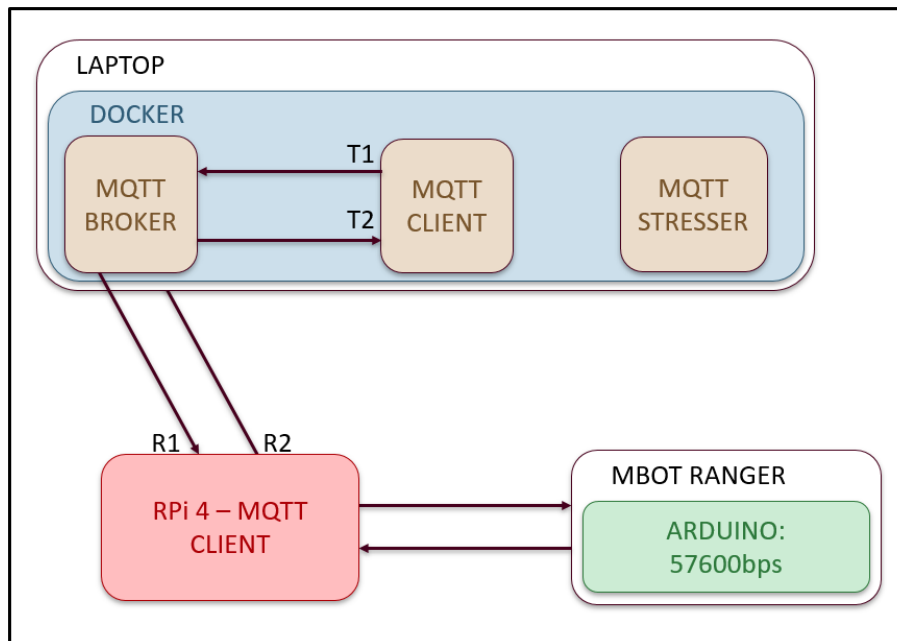 LAPTOP
DOCKER
MQTT
BROKER
T1
T2
MQTT
CLIENT
MQTT
STRESSER
R1
R2
RPi 4 – MQTT
CLIENT
MBOT RANGER
ARDUINO:
57600bps